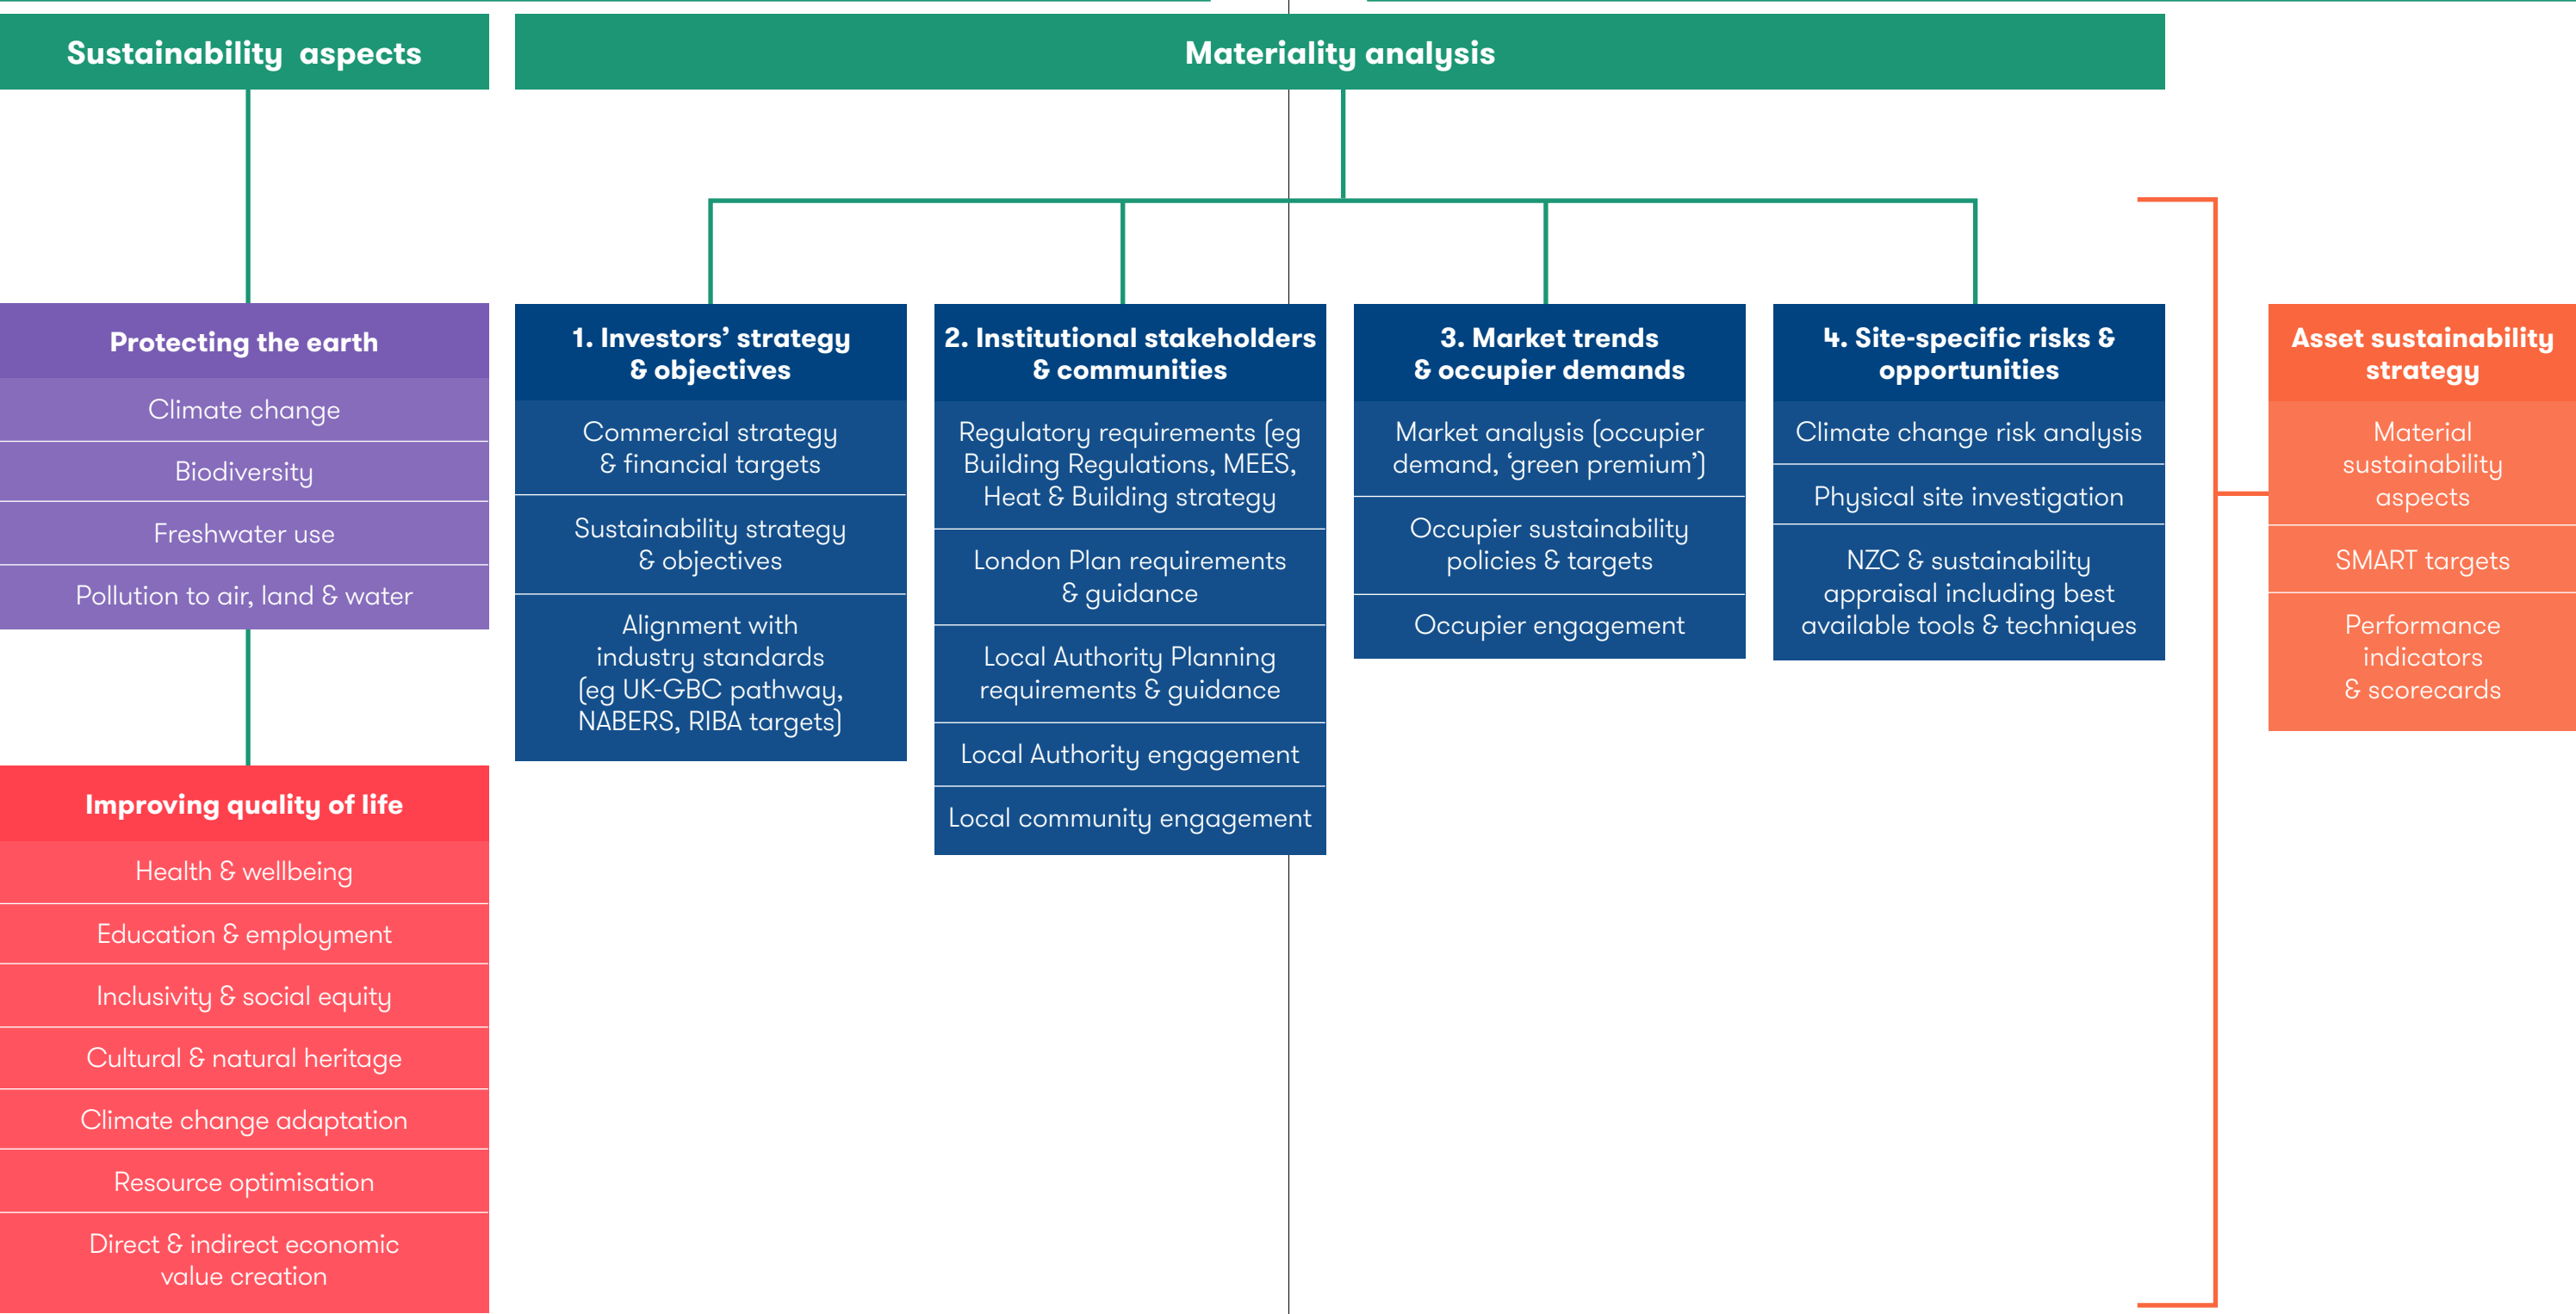 Sustainability aspects
Materiality analysis
Protecting the earth
Climate change
Biodiversity
Freshwater use
Pollution to air, land & water
Improving quality of life
Health & wellbeing
Education & employment
Inclusivity & social equity
Cultural & natural heritage
Climate change adaptation
Resource optimisation
Direct & indirect economic
value creation
1. Investors’ strategy
& objectives
Commercial strategy
& financial targets
Sustainability strategy
& objectives
Alignment with
industry standards
(eg UK-GBC pathway,
NABERS, RIBA targets)
2. Institutional stakeholders
& communities
Regulatory requirements (eg
Building Regulations, MEES,
Heat & Building strategy
London Plan requirements
& guidance
Local Authority Planning
requirements & guidance
Local Authority engagement
Local community engagement
3. Market trends
& occupier demands
Market analysis (occupier
demand, ‘green premium’)
Occupier sustainability
policies & targets
Occupier engagement
4. Site-specific risks &
opportunities
Climate change risk analysis
Physical site investigation
NZC & sustainability
appraisal including best
available tools & techniques
Asset sustainability
strategy
Material
sustainability
aspects
SMART targets
Performance
indicators
& scorecards